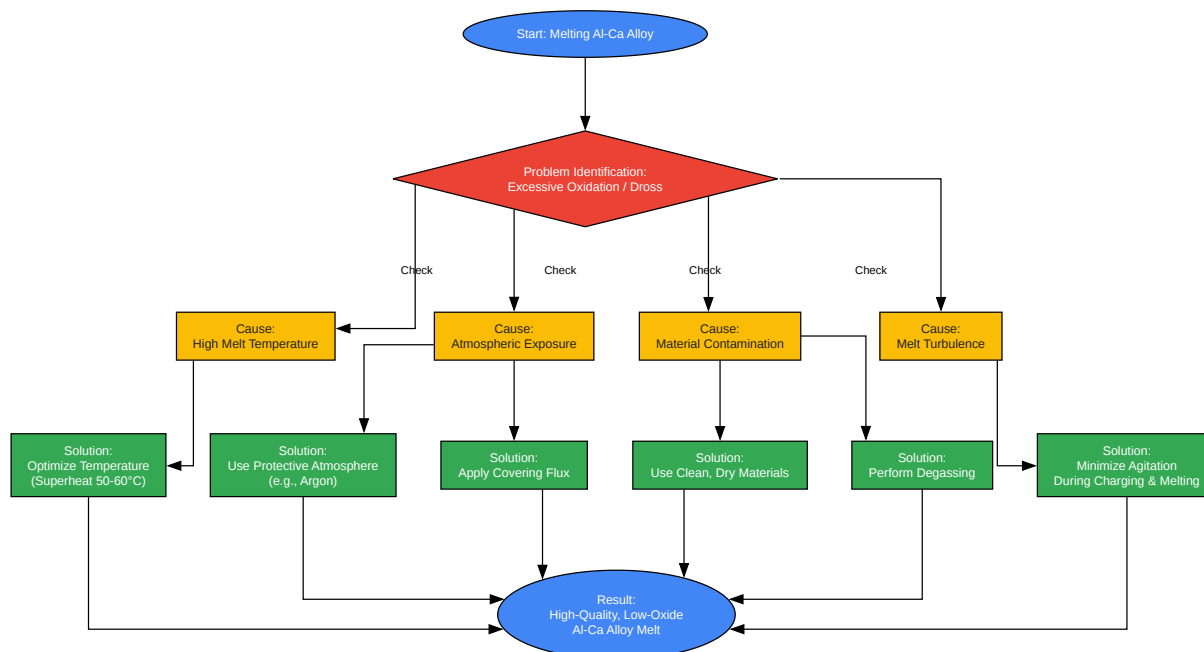 Start: Melting Al-Ca Alloy
Problem Identification:
Excessive Oxidation / Dross
Check
Check
Check
Check
Cause:
High Melt Temperature
Cause:
Atmospheric Exposure
Cause:
Material Contamination
Cause:
Melt Turbulence
Solution:
Optimize Temperature
(Superheat 50-60°C)
Solution:
Use Protective Atmosphere
(e.g., Argon)
Solution:
Apply Covering Flux
Solution:
Use Clean, Dry Materials
Solution:
Perform Degassing
Solution:
Minimize Agitation
During Charging & Melting
Result:
High-Quality, Low-Oxide
Al-Ca Alloy Melt